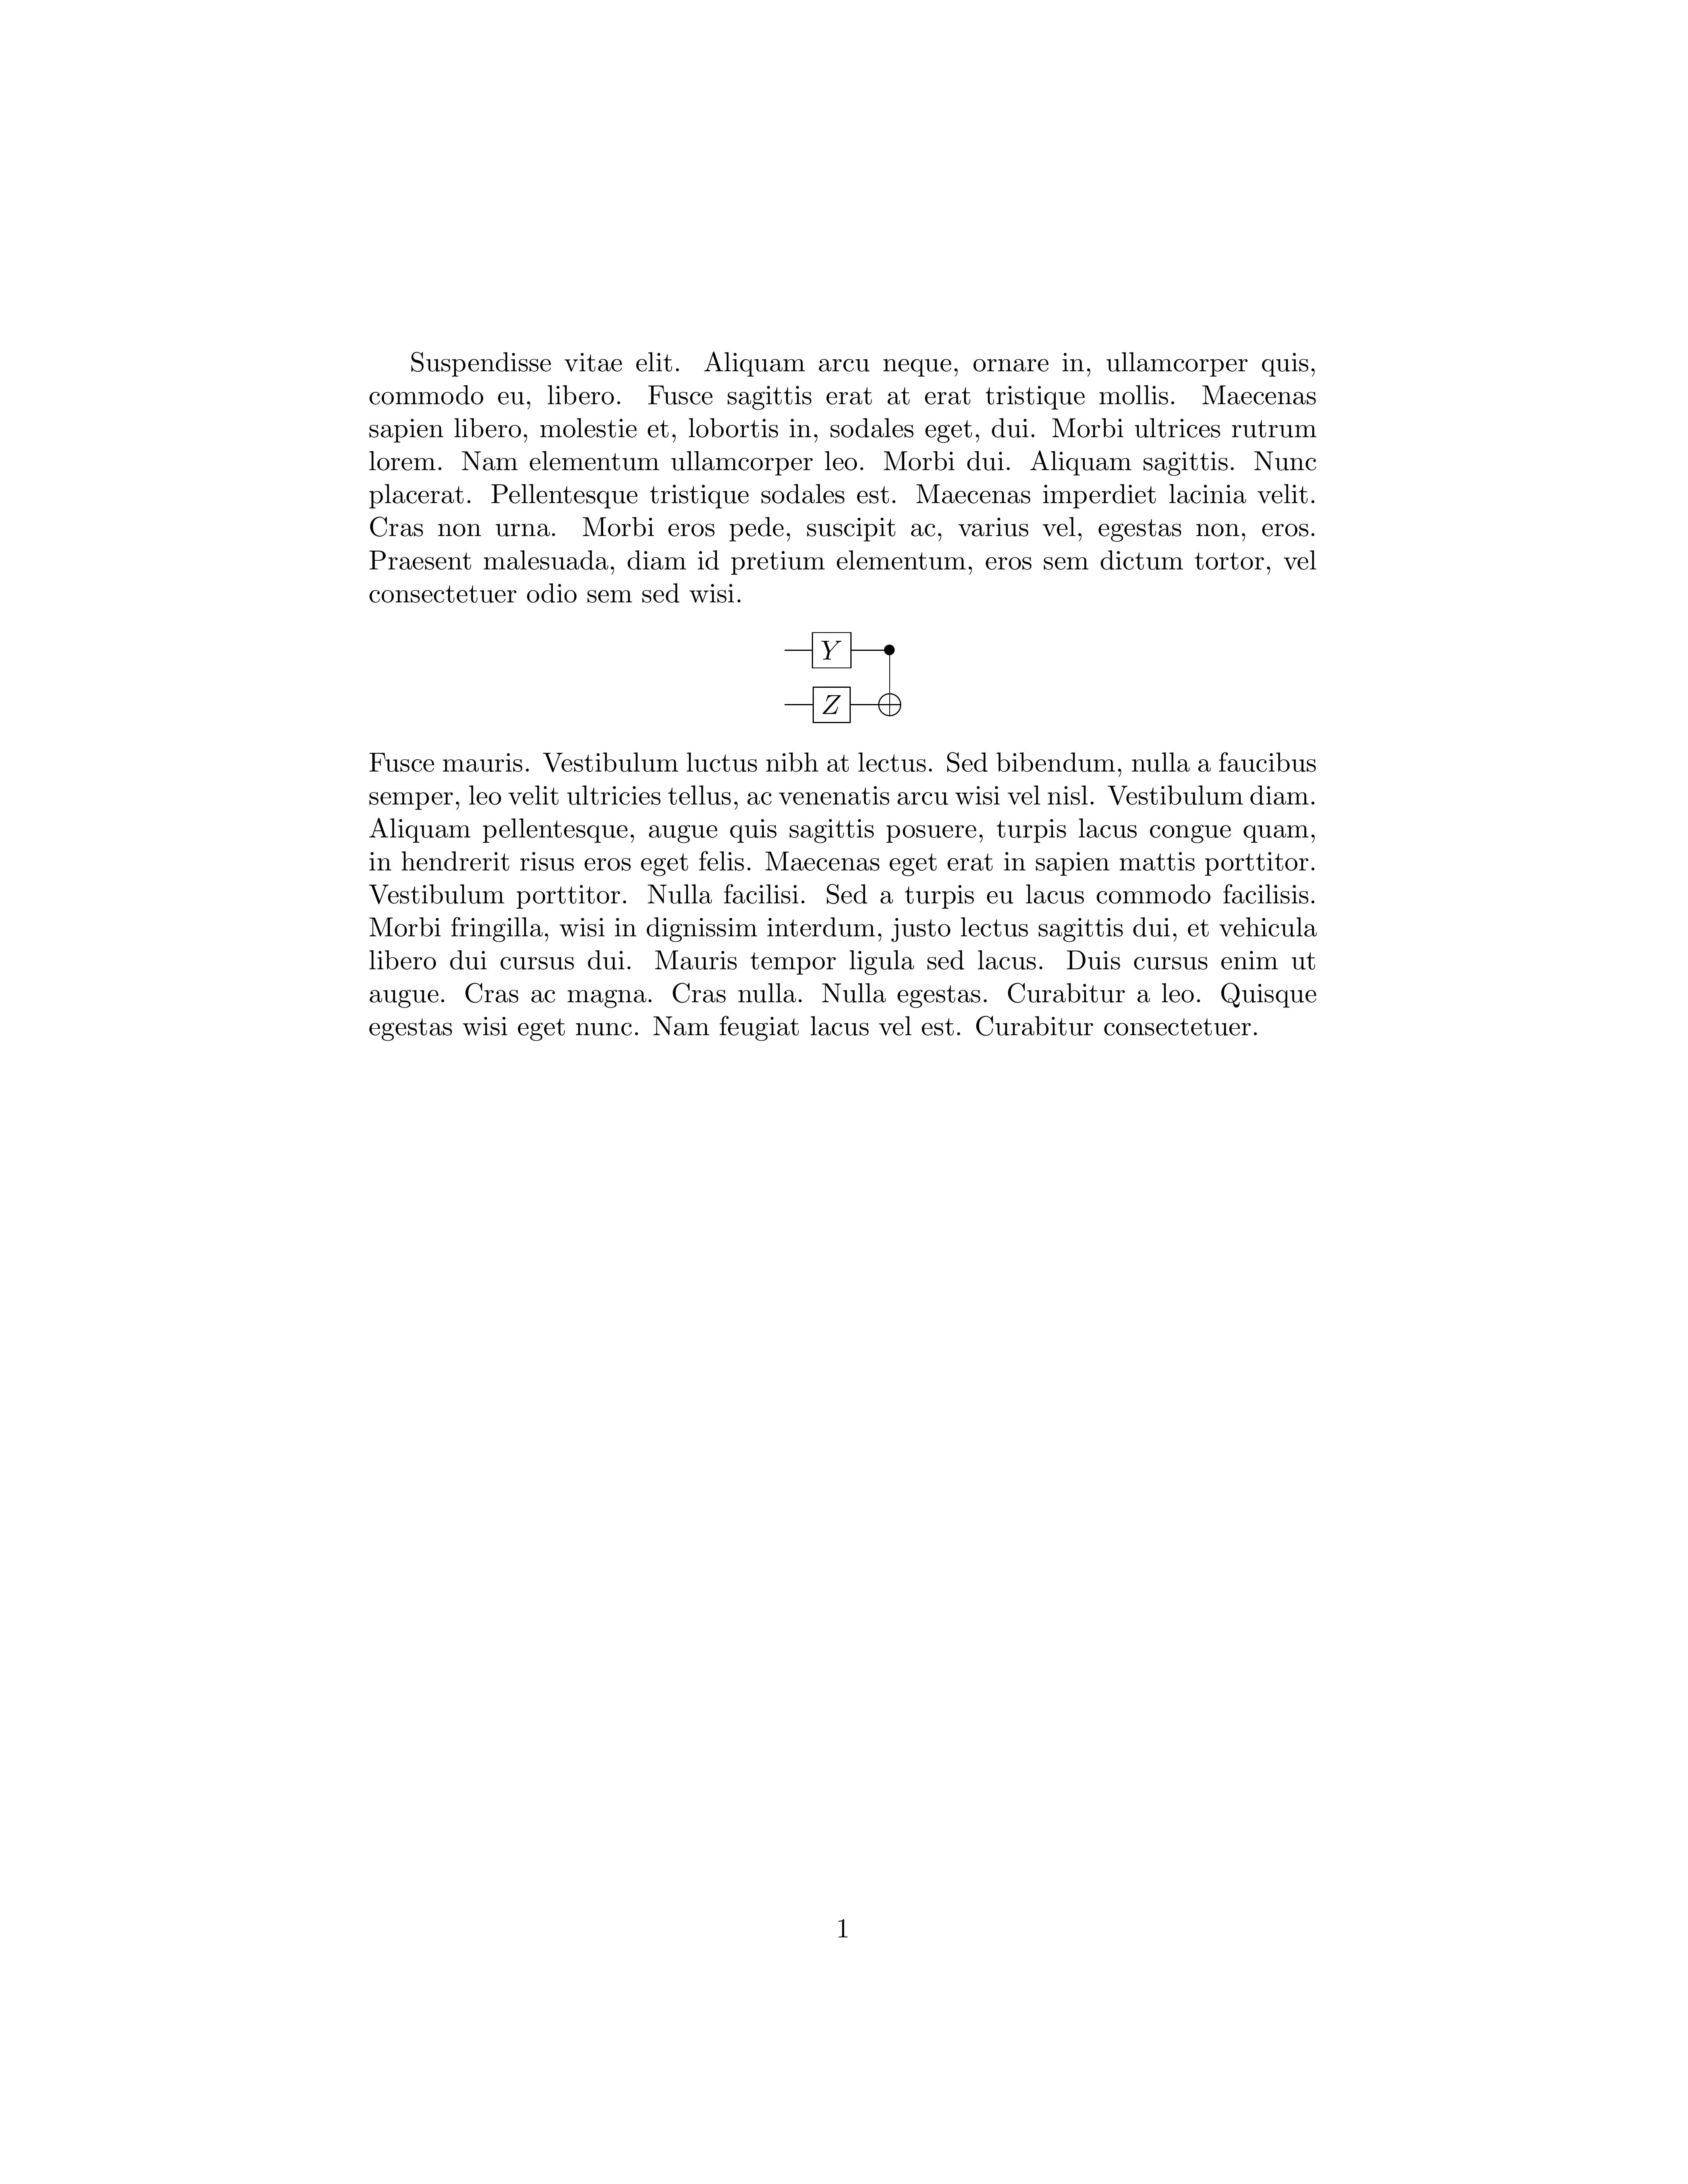 Suspendisse vitae elit. Aliquam arcu neque, ornare in, ullamcorper quis,
commodo eu, libero. Fusce sagittis erat at erat tristique mollis. Maecenas
sapien libero, molestie et, lobortis in, sodales eget, dui. Morbi ultrices rutrum
lorem. Nam elementum ullamcorper leo. Morbi dui. Aliquam sagittis. Nunc
placerat. Pellentesque tristique sodales est. Maecenas imperdiet lacinia velit.
Cras non urna. Morbi eros pede, suscipit ac, varius vel, egestas non, eros.
Praesent malesuada, diam id pretium elementum, eros sem dictum tortor, vel
consectetuer odio sem sed wisi.
Y
Z
Fusce mauris. Vestibulum luctus nibh at lectus. Sed bibendum, nulla a faucibus
semper, leo velit ultricies tellus, ac venenatis arcu wisi vel nisl. Vestibulum diam.
Aliquam pellentesque, augue quis sagittis posuere, turpis lacus congue quam,
in hendrerit risus eros eget felis. Maecenas eget erat in sapien mattis porttitor.
Vestibulum porttitor. Nulla facilisi. Sed a turpis eu lacus commodo facilisis.
Morbi fringilla, wisi in dignissim interdum, justo lectus sagittis dui, et vehicula
libero dui cursus dui. Mauris tempor ligula sed lacus. Duis cursus enim ut
augue. Cras ac magna. Cras nulla. Nulla egestas. Curabitur a leo. Quisque
egestas wisi eget nunc. Nam feugiat lacus vel est. Curabitur consectetuer.
1